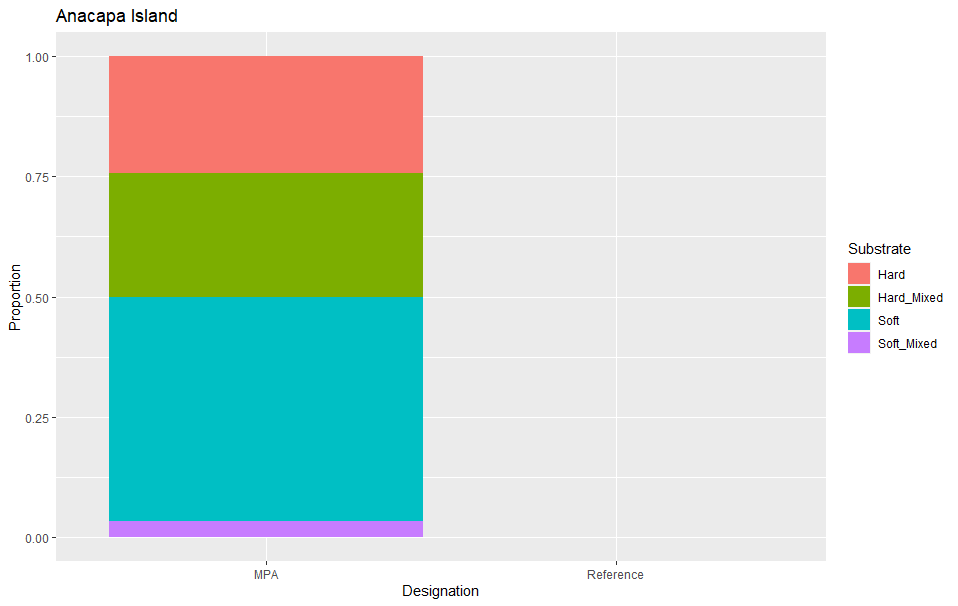 Anacapa Island
Proportion
1.00
0.75
0.50
0.25
0.00
MPA
Reference
Designation
Substrate
Hard
Hard_Mixed
Soft
Soft_Mixed